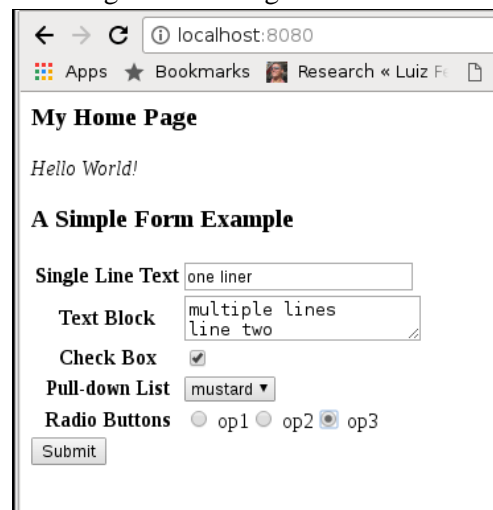 localhost:8080
Apps Bookmarks Research « Luiz
My Home Page
Hello World!
A Simple Form Example
Single Line Text one liner
Text Block multiple lines
line two
Check Box
Pull-down List mustard
Radio Buttons op1 op2 op3
Submit